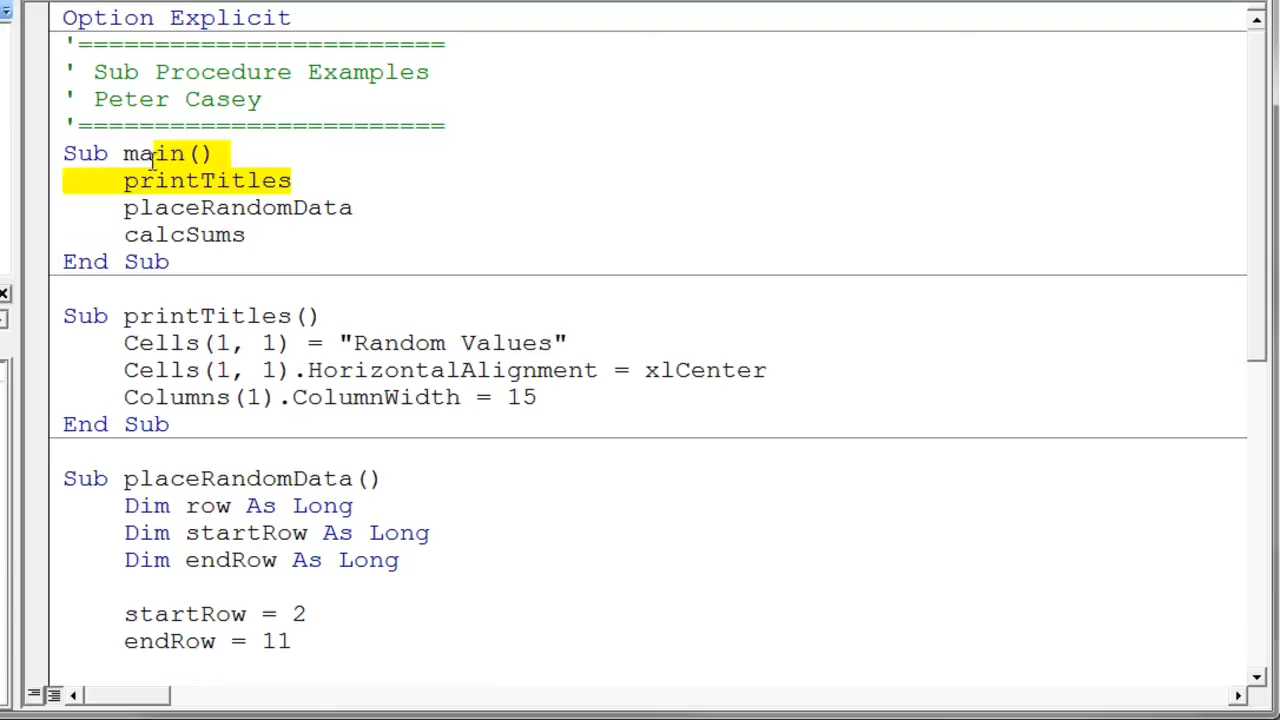 Option Explicit
'========================
' Sub Procedure Examples
' Peter Casey
'========================
Sub main()
    printTitles
    placeRandomData
    calcSums
End Sub
Sub printTitles()
    Cells(1, 1) = "Random Values"
    Cells(1, 1).HorizontalAlignment = xlCenter
    Columns(1).ColumnWidth = 15
End Sub
Sub placeRandomData()
    Dim row As Long
    Dim startRow As Long
    Dim endRow As Long
    startRow = 2
    endRow = 11